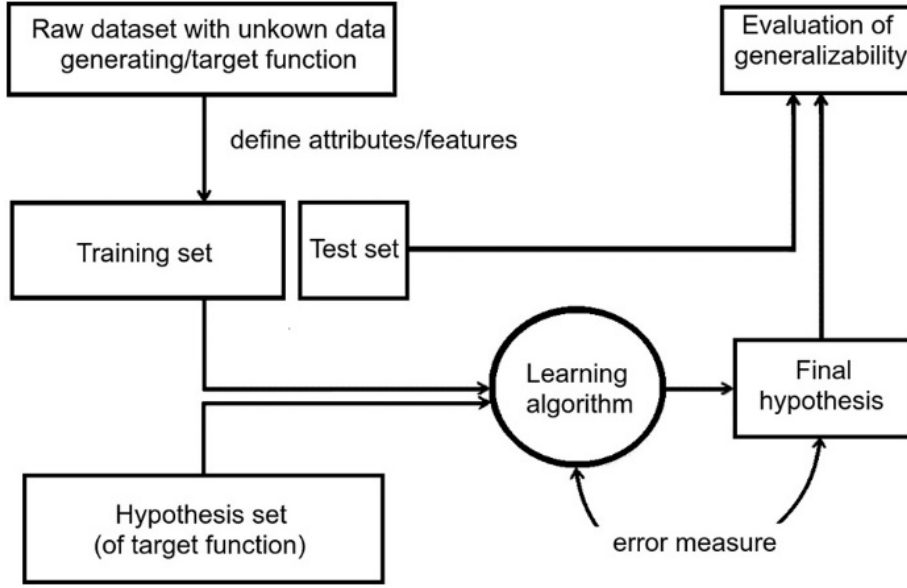 Raw dataset with unkown data
generating/target function
Evaluation of
generalizability
define attributes/features
Training set
Test set
Learning
algorithm
Final
hypothesis
Hypothesis set
(of target function)
error measure